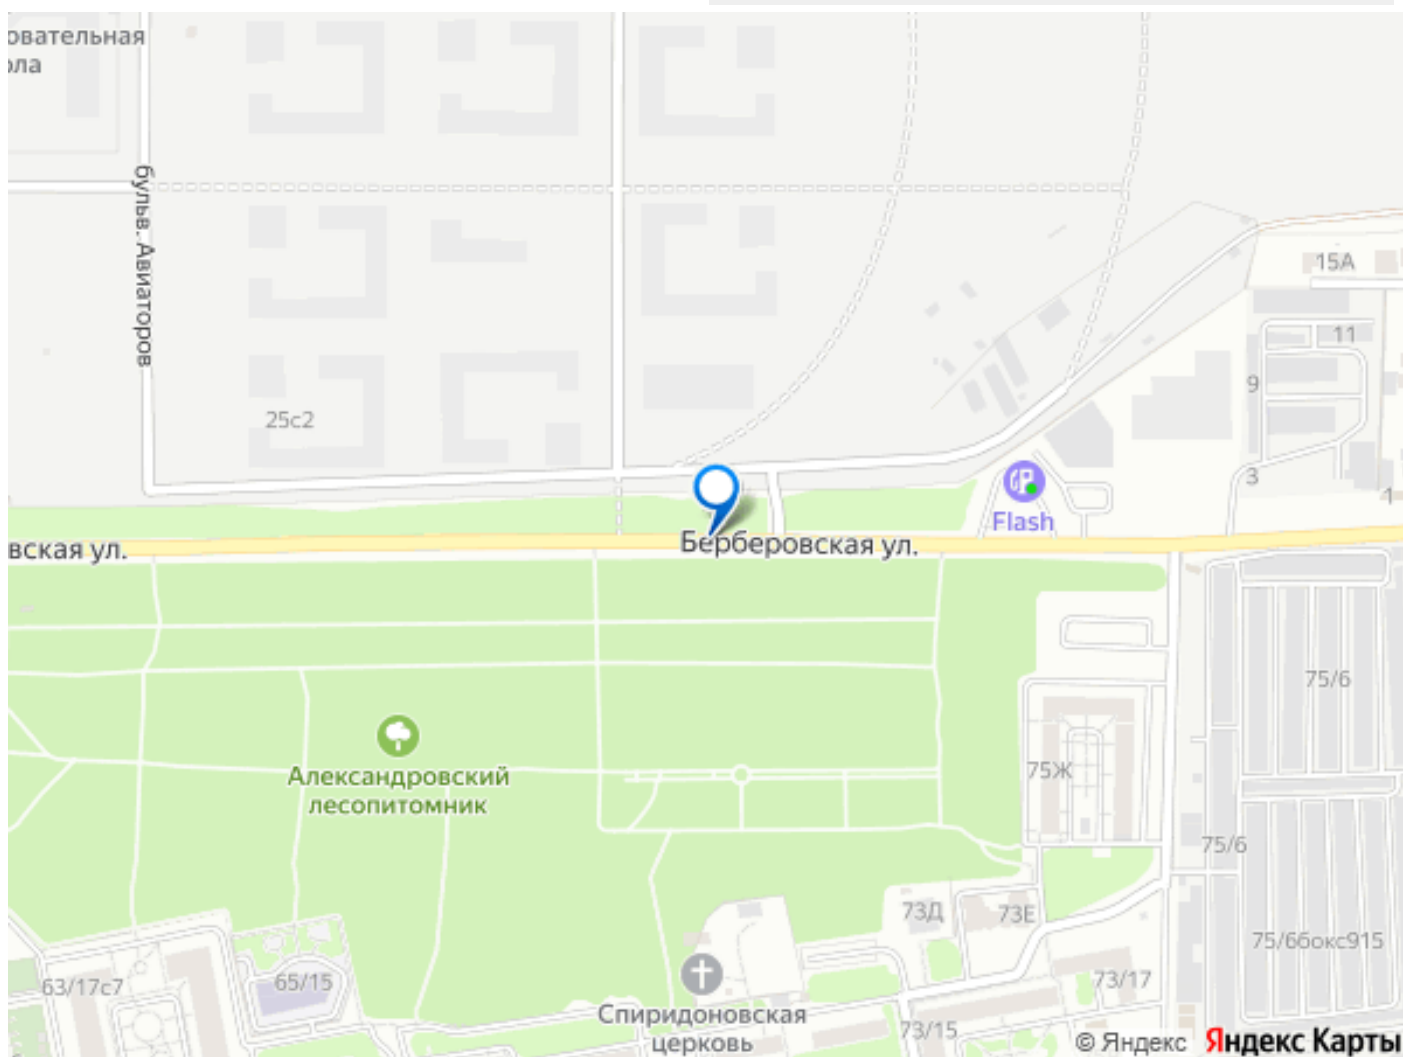 овательная
ола
бульв. Авиаторов
15А
11
9
25с2
3
1
Flash
вская ул.
Берберовская ул.
75/6
Александровский
лесопитомник
75Ж
75/6
73Д
73Е
75/6бокс915
63/17с7
65/15
73/17
Спиридоновская
церковь
73/15
© Яндекс Яндекс Карты